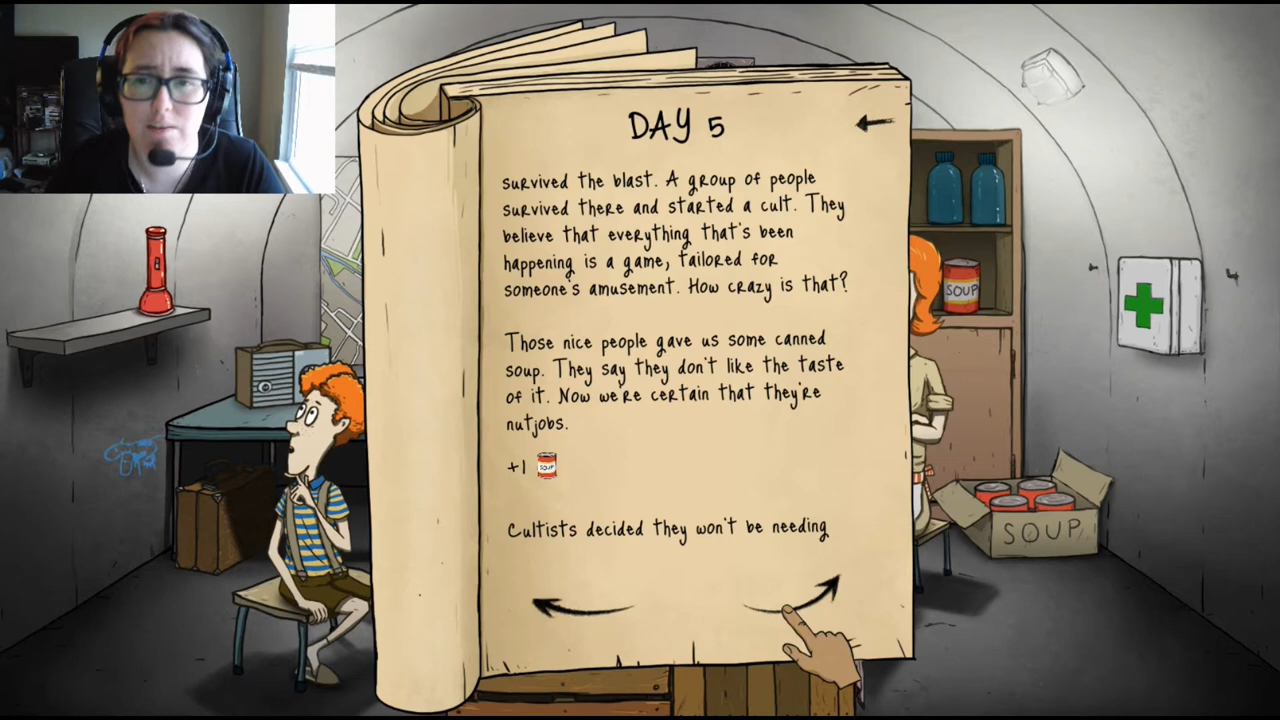 DAY 5
survived the blast. A group of people
survived there and started a cult. They
believe that everything that's been
happening is a game, tailored for
someone's amusement. How crazy is that?
Those nice people gave us some canned
soup. They say they don't like the taste
of it. Now we're certain that they're
nutjobs.
+1 SOUP
Cultists decided they won't be needing
SOUP
SOUP